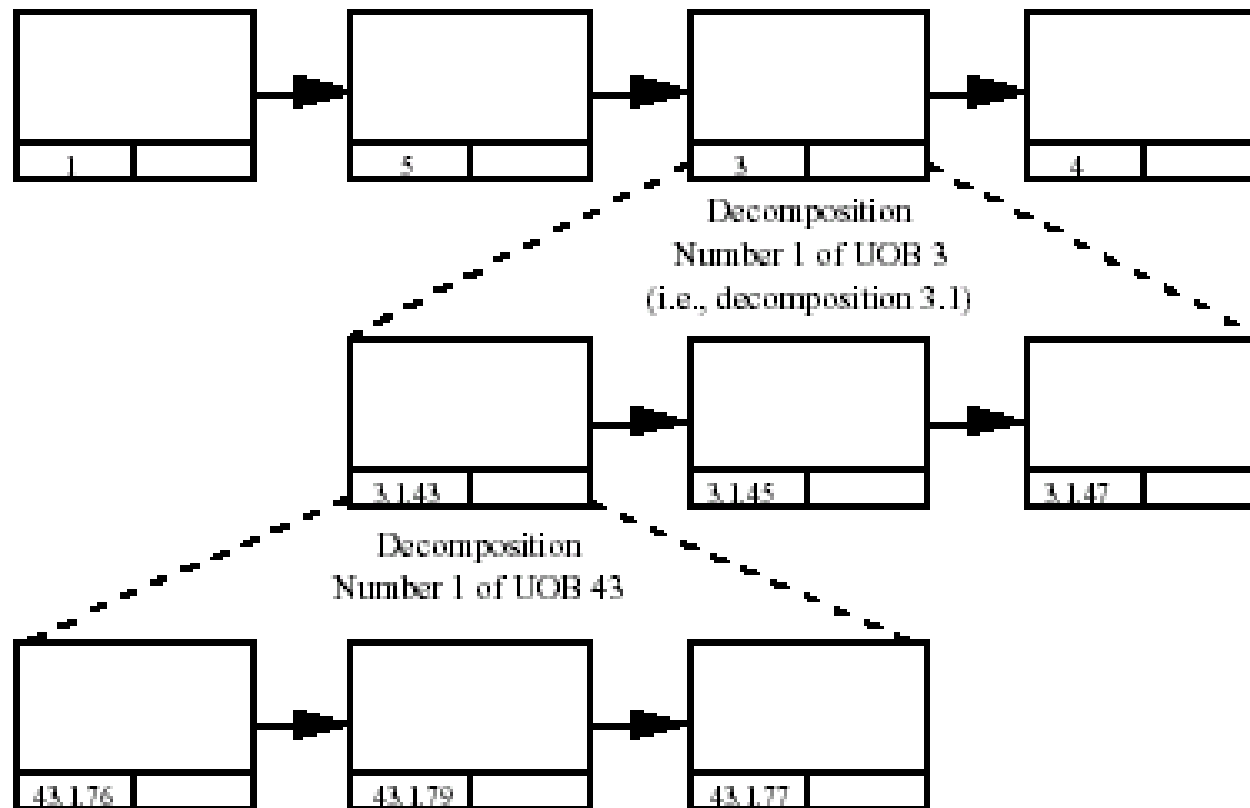 1
5
3
4
Decomposition
Number 1 of UOB 3
(i.e., decomposition 3.1)
3.1.43
3.1.45
3.1.47
Decomposition
Number 1 of UOB 43
43.1.76
43.1.79
43.1.77